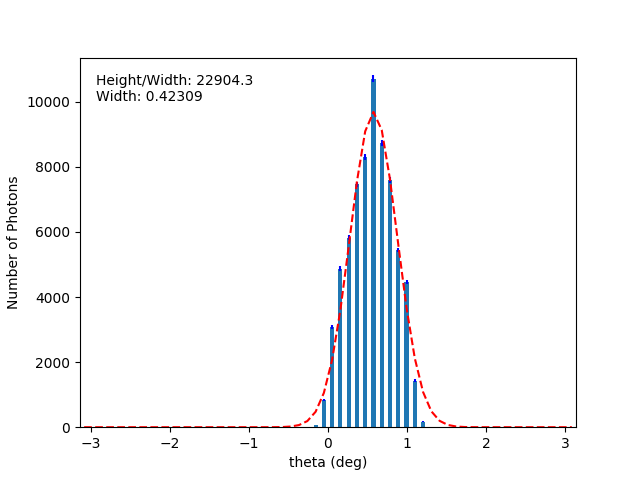 Height/Width: 22904.3
Width: 0.42309
10000
8000
6000
4000
2000
0
Number of Photons
−3 −2 −1 0 1 2 3
theta (deg)